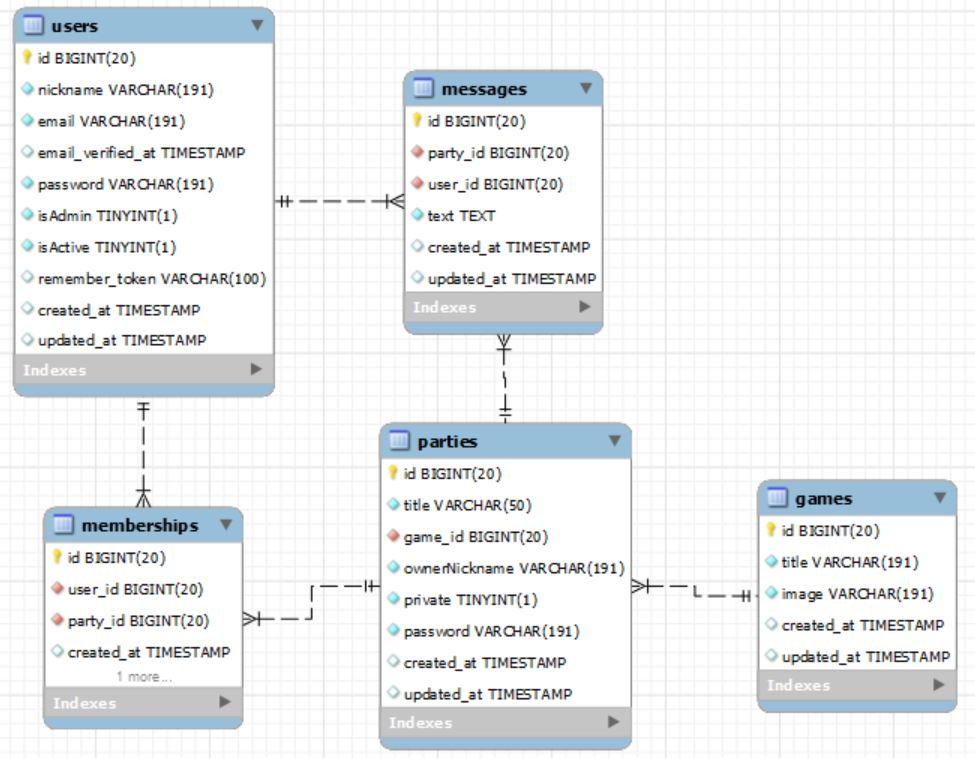 users
id BIGINT(20)
nickname VARCHAR(191)
email VARCHAR(191)
email_verified_at TIMESTAMP
password VARCHAR(191)
isAdmin TINYINT(1)
isActive TINYINT(1)
remember_token VARCHAR(100)
created_at TIMESTAMP
updated_at TIMESTAMP
Indexes
messages
id BIGINT(20)
party_id BIGINT(20)
user_id BIGINT(20)
text TEXT
created_at TIMESTAMP
updated_at TIMESTAMP
Indexes
memberships
id BIGINT(20)
user_id BIGINT(20)
party_id BIGINT(20)
created_at TIMESTAMP
1 more...
Indexes
parties
id BIGINT(20)
title VARCHAR(50)
game_id BIGINT(20)
ownerNickname VARCHAR(191)
private TINYINT(1)
password VARCHAR(191)
created_at TIMESTAMP
updated_at TIMESTAMP
Indexes
games
id BIGINT(20)
title VARCHAR(191)
image VARCHAR(191)
created_at TIMESTAMP
updated_at TIMESTAMP
Indexes